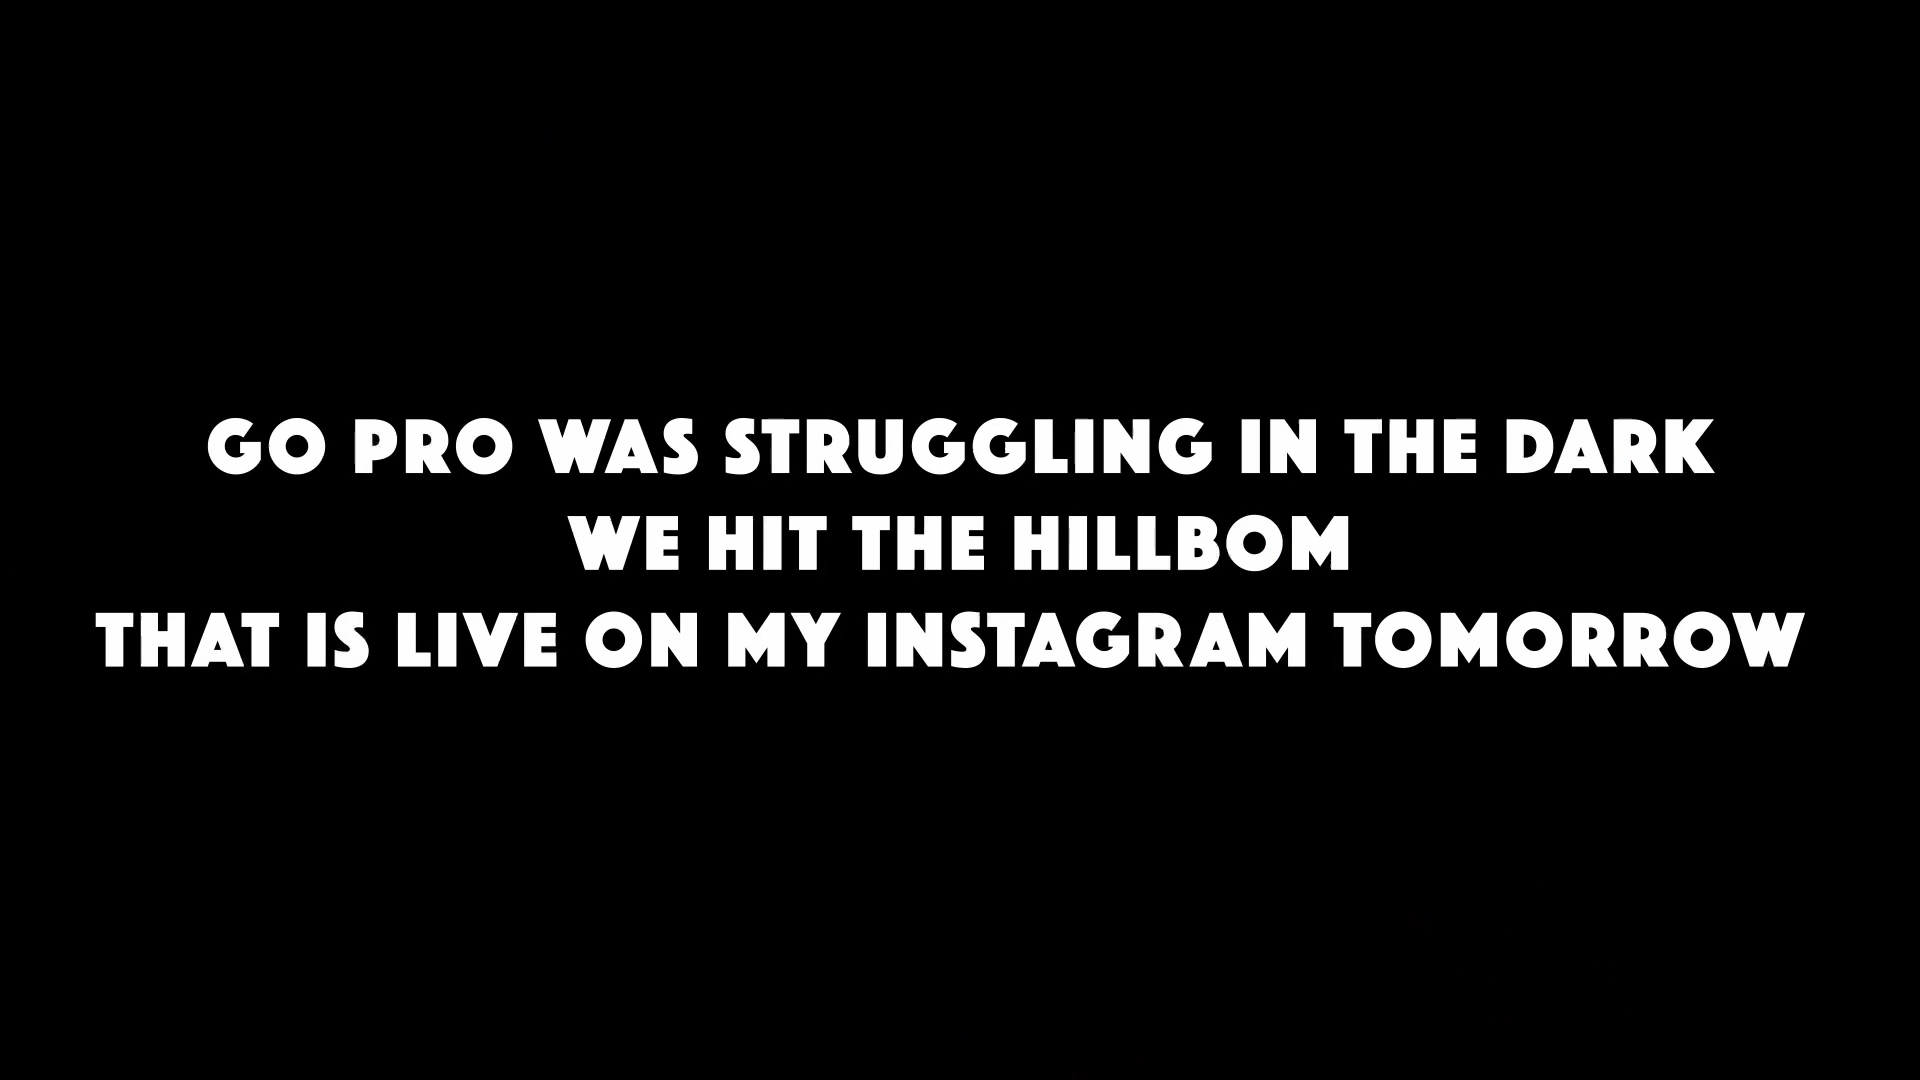 GO PRO WAS STRUGGLING IN THE DARK
WE HIT THE HILLBOM
THAT IS LIVE ON MY INSTAGRAM TOMORROW